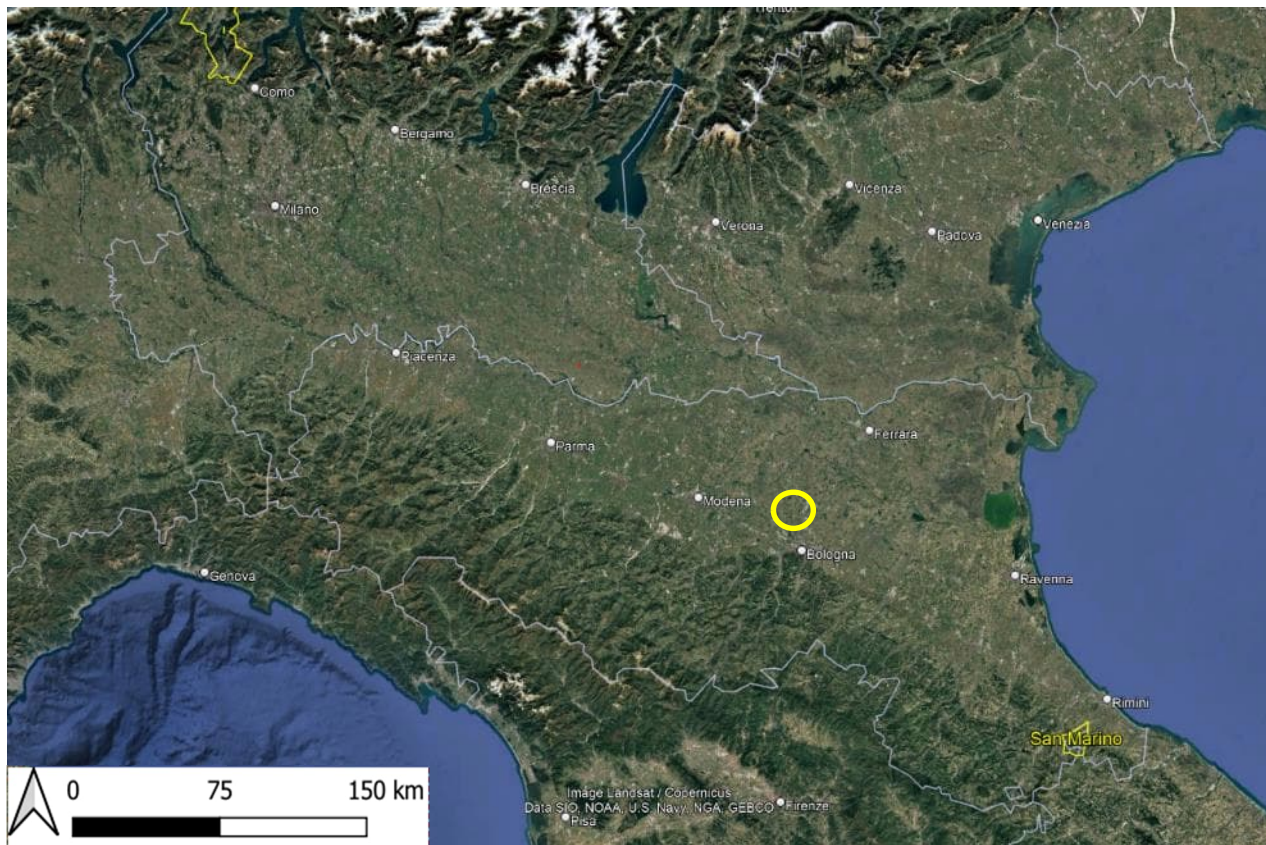 Como
Bergamo
Brescia
Vicenza
Milano
Verona
Padova
Venezia
Piacenza
Parma
Ferrara
Modena
Bologna
Genova
Ravenna
Rimini
San Marino
0 75 150 km
Image Landsat / Copernicus
Data SIO, NOAA, U.S. Navy, NGA, GEBCO
Firenze
Pisa